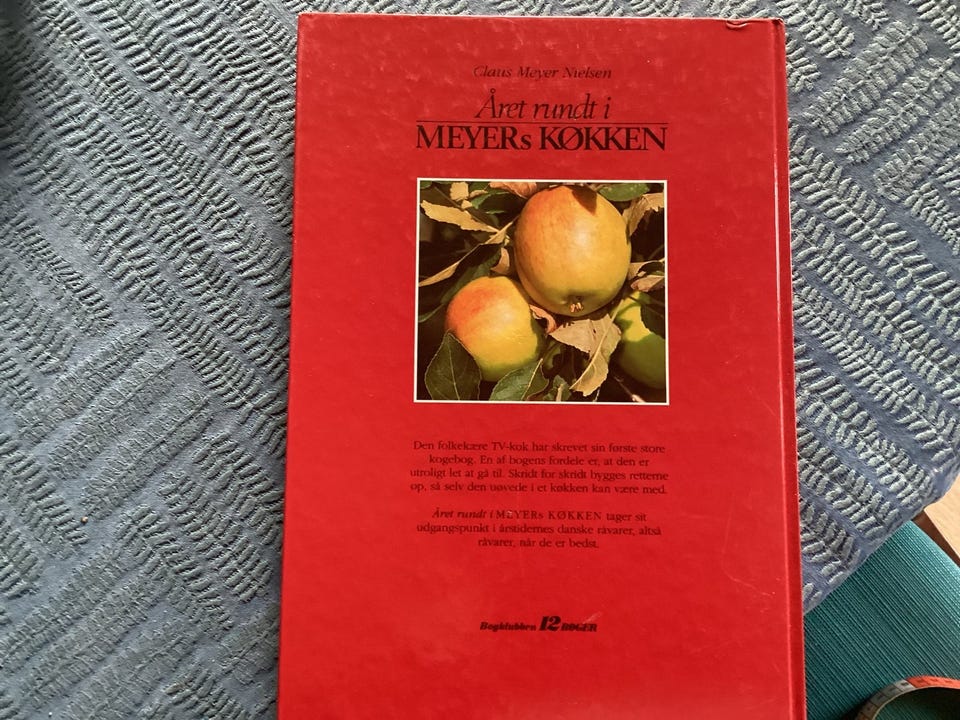 Claus Meyer Nielsen
Året rundt i
MEYERs KØKKEN
Den folkekære TV-kok har skrevet sin første store
kogebog. En af bogens fordele er, at den er
utroligt let at gå til. Skridt for skridt bygges retterne
op, så selv den uøvede i et køkken kan være med.
Året rundt i MEYERs KØKKEN tager sit
udgangspunkt i årstidernes danske råvarer, altså
råvarer, når de er bedst.
Bogklubben 12 BØGER